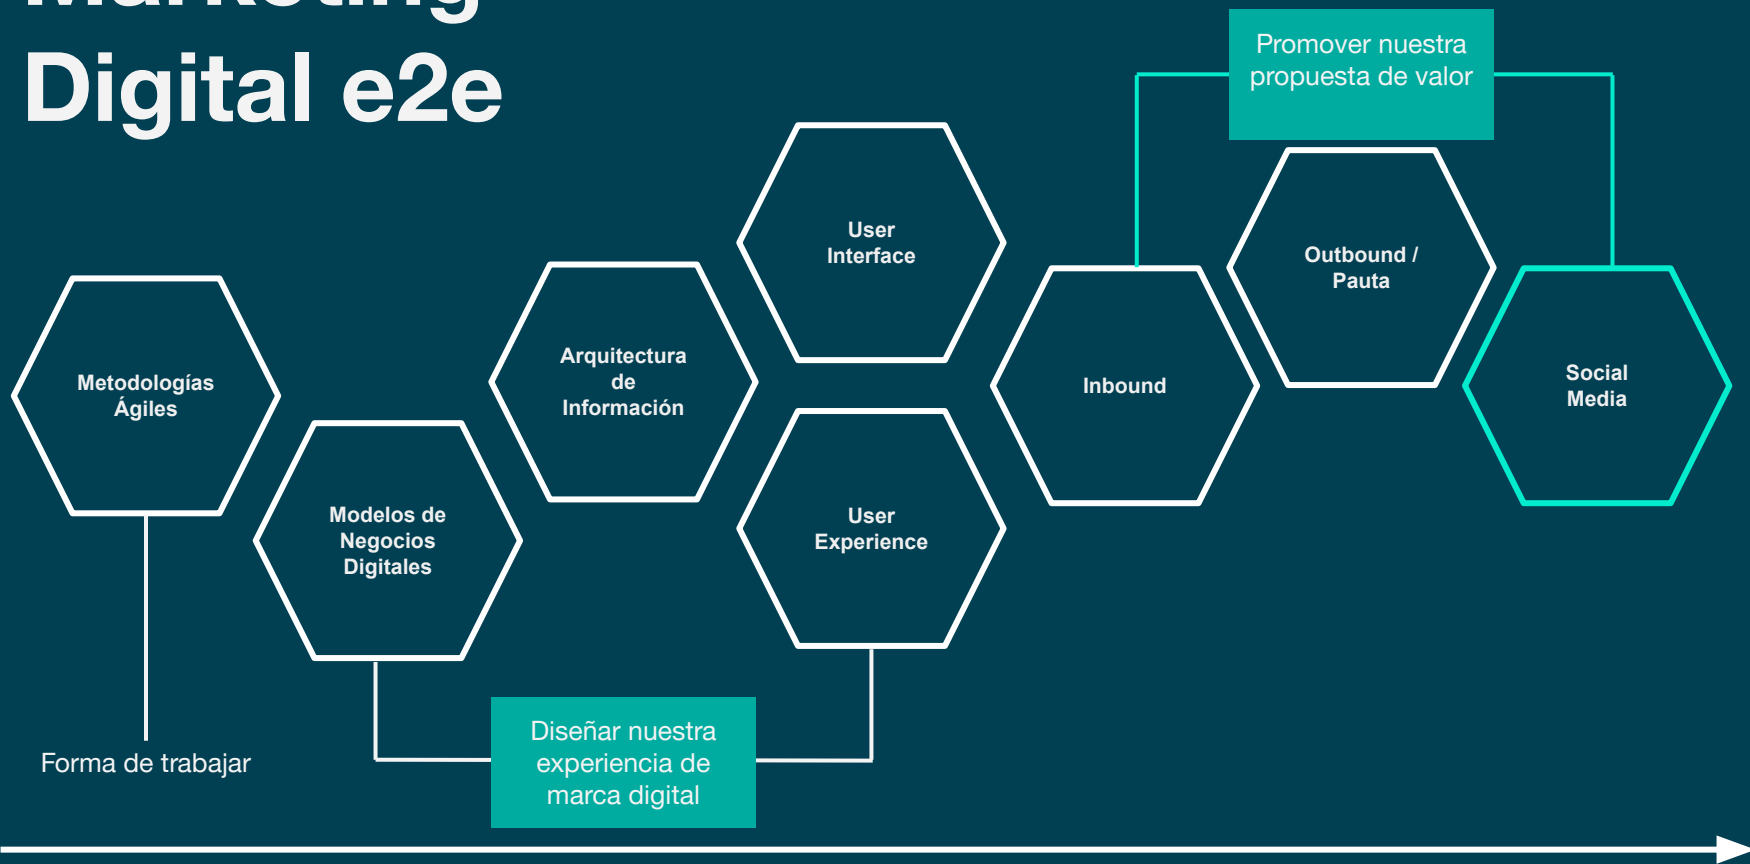 Marketing
Digital e2e
Promover nuestra
propuesta de valor
User
Interface
Outbound /
Pauta
Arquitectura
de
Información
Metodologías
Ágiles
Inbound
Social
Media
Modelos de
Negocios
Digitales
User
Experience
Forma de trabajar
Diseñar nuestra
experiencia de
marca digital